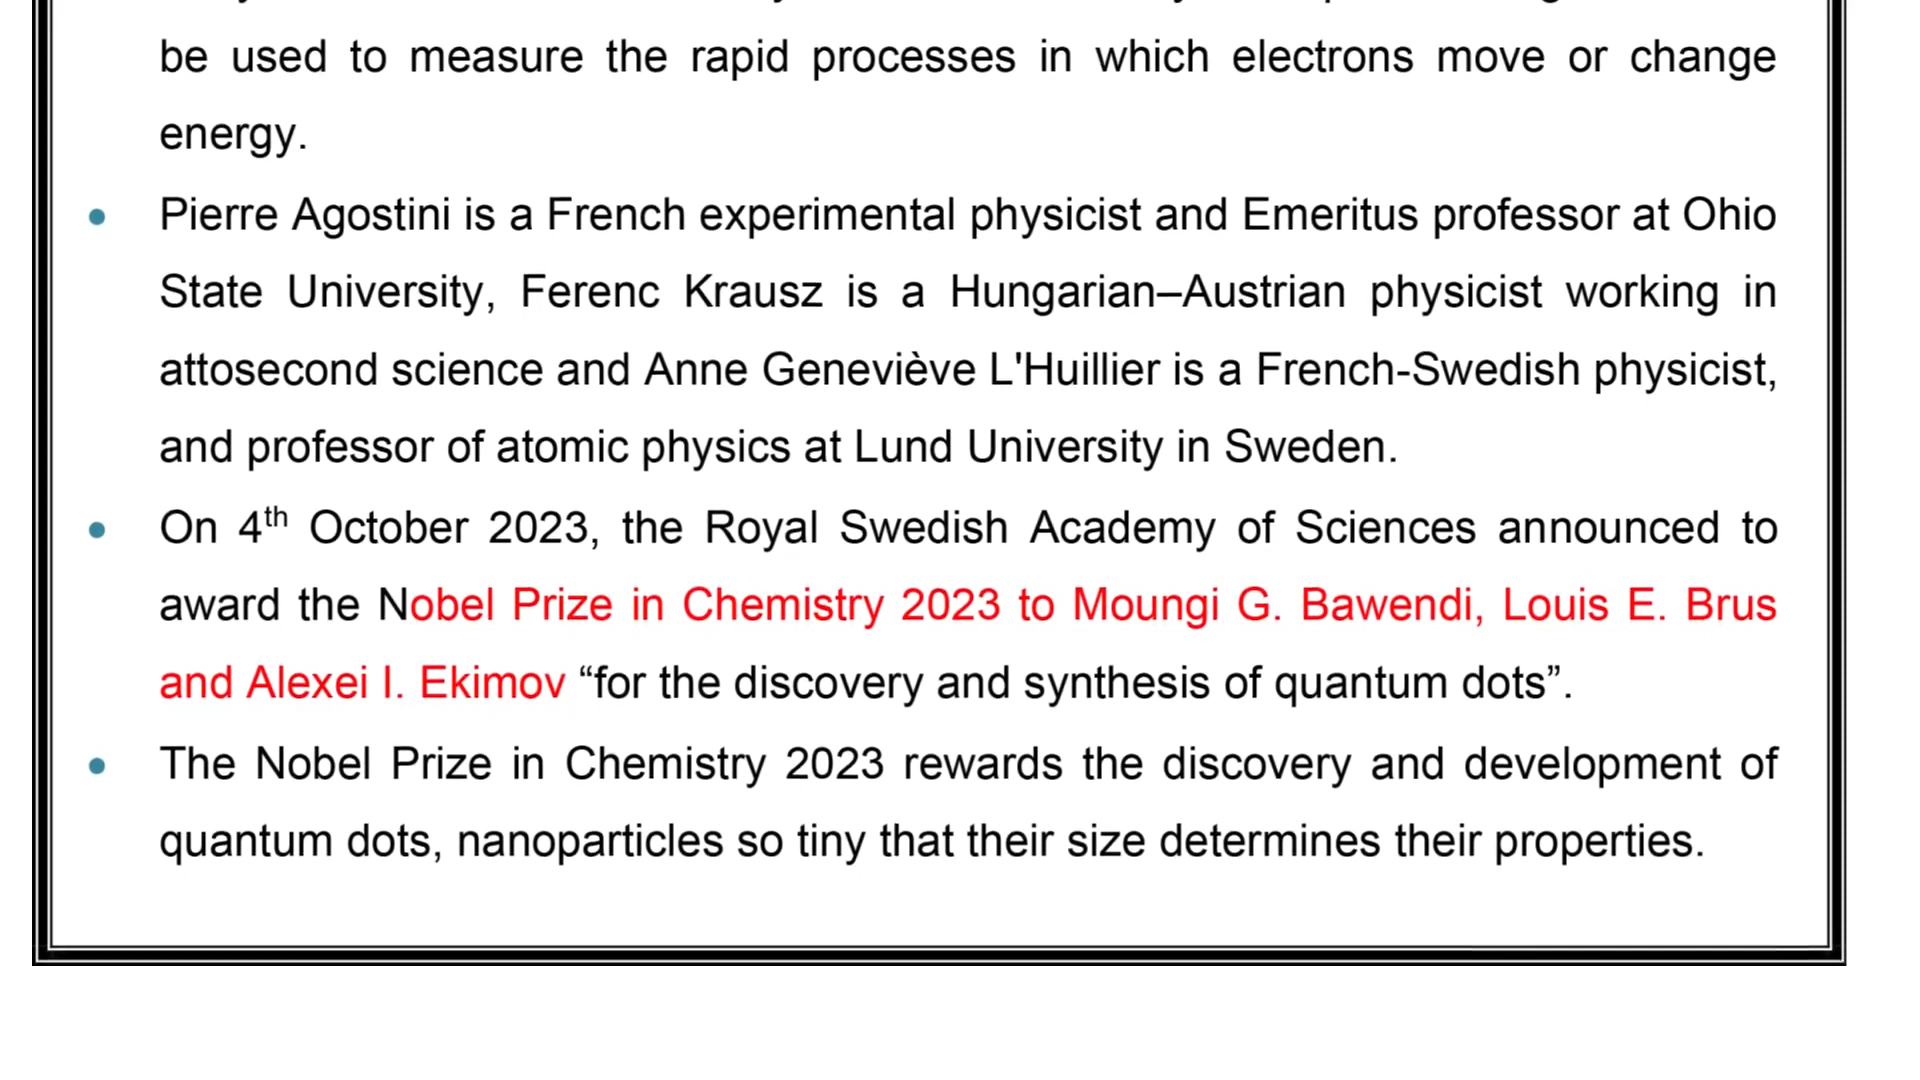 be used to measure the rapid processes in which electrons move or change
energy.
• Pierre Agostini is a French experimental physicist and Emeritus professor at Ohio
State University, Ferenc Krausz is a Hungarian–Austrian physicist working in
attosecond science and Anne Geneviève L'Huillier is a French-Swedish physicist,
and professor of atomic physics at Lund University in Sweden.
• On 4th October 2023, the Royal Swedish Academy of Sciences announced to
award the Nobel Prize in Chemistry 2023 to Moungi G. Bawendi, Louis E. Brus
and Alexei I. Ekimov “for the discovery and synthesis of quantum dots”.
• The Nobel Prize in Chemistry 2023 rewards the discovery and development of
quantum dots, nanoparticles so tiny that their size determines their properties.